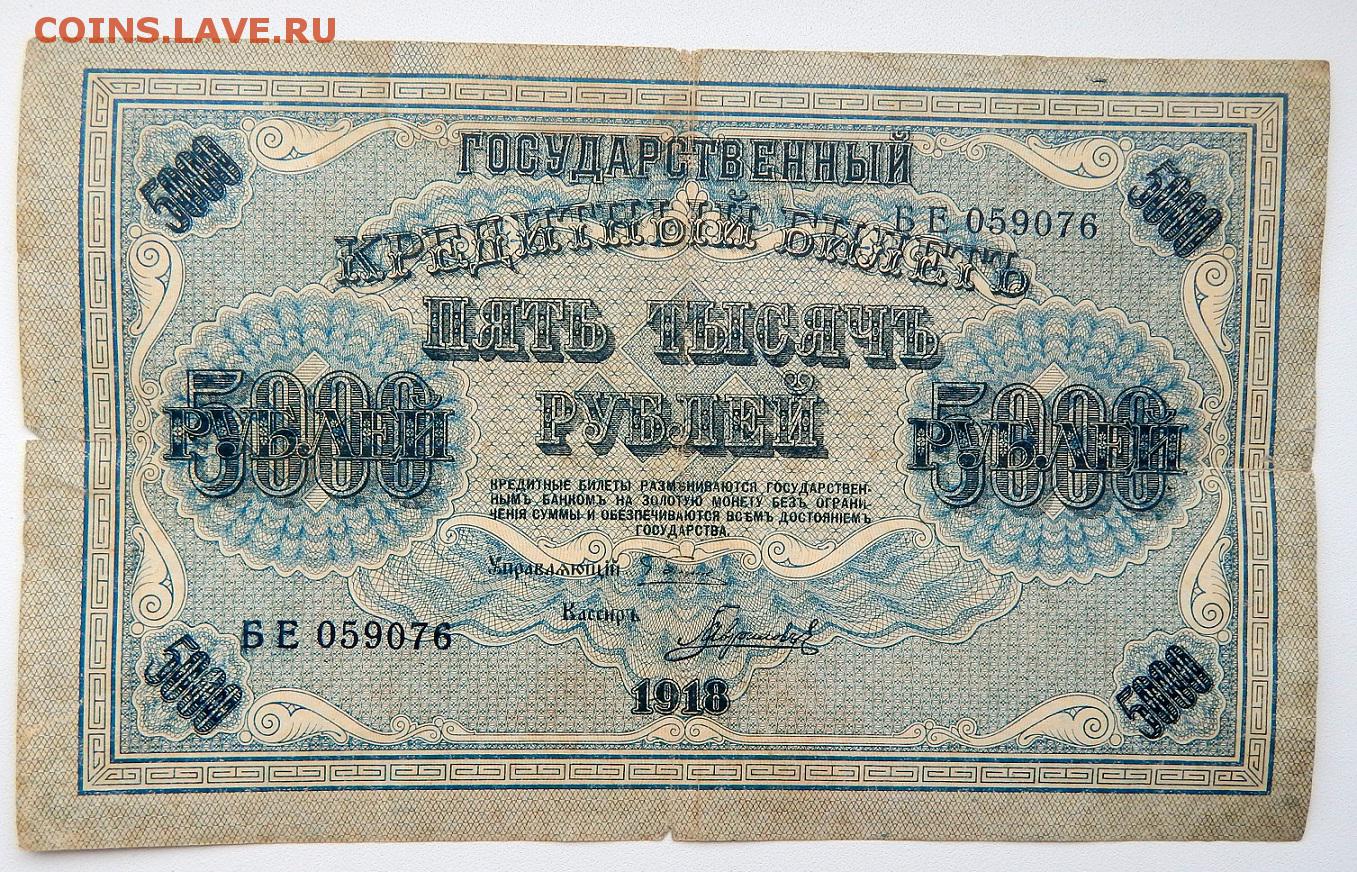 COINS.LAVE.RU
5000
5000
ГОСУДАРСТВЕННЫЙ
КРЕДИТНЫЙ БИЛЕТЪ
БЕ 059076
ПЯТЬ ТЫСЯЧЪ
РУБЛЕЙ
5000
РУБЛЕЙ
5000
РУБЛЕЙ
КРЕДИТНЫЕ БИЛЕТЫ РАЗМѢНИВАЮТСЯ ГОСУДАРСТВЕН-
НЫМЪ БАНКОМЪ НА ЗОЛОТУЮ МОНЕТУ БЕЗЪ ОГРАНИ-
ЧЕНІЯ СУММЫ И ОБЕЗПЕЧИВАЮТСЯ ВСѢМЪ ДОСТОЯНІЕМЪ
ГОСУДАРСТВА.
Управляющій
Кассиръ
БЕ 059076
1918
5000
5000